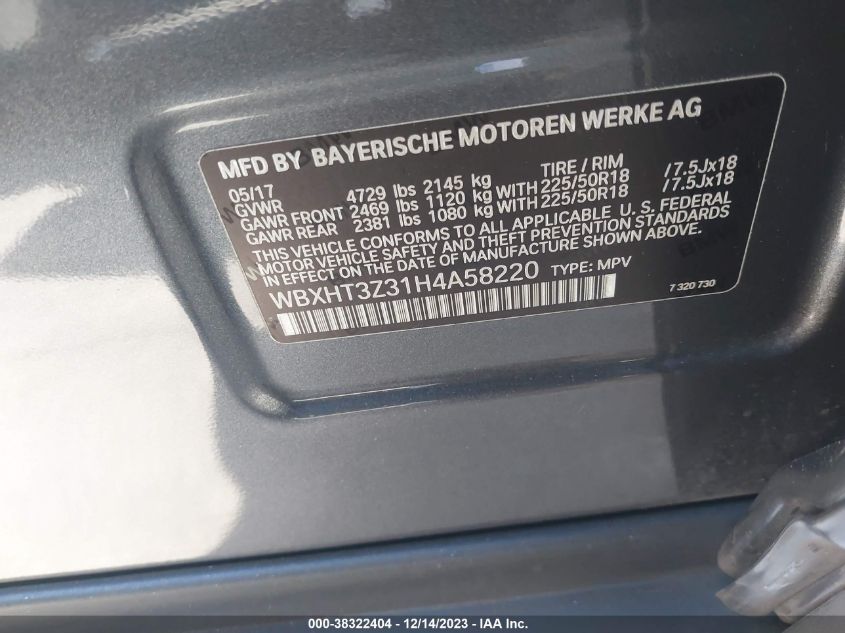 MFD BY BAYERISCHE MOTOREN WERKE AG
05/17 TIRE / RIM
GVWR 4729 lbs 2145 kg
GAWR FRONT 2469 lbs 1120 kg WITH 225/50R18 /7.5Jx18
GAWR REAR 2381 lbs 1080 kg WITH 225/50R18 /7.5Jx18
THIS VEHICLE CONFORMS TO ALL APPLICABLE U. S. FEDERAL
MOTOR VEHICLE SAFETY AND THEFT PREVENTION STANDARDS
IN EFFECT ON THE DATE OF MANUFACTURE SHOWN ABOVE.
WBXHT3Z31H4A58220 TYPE: MPV
7 320 730
000-38322404 - 12/14/2023 - IAA Inc.